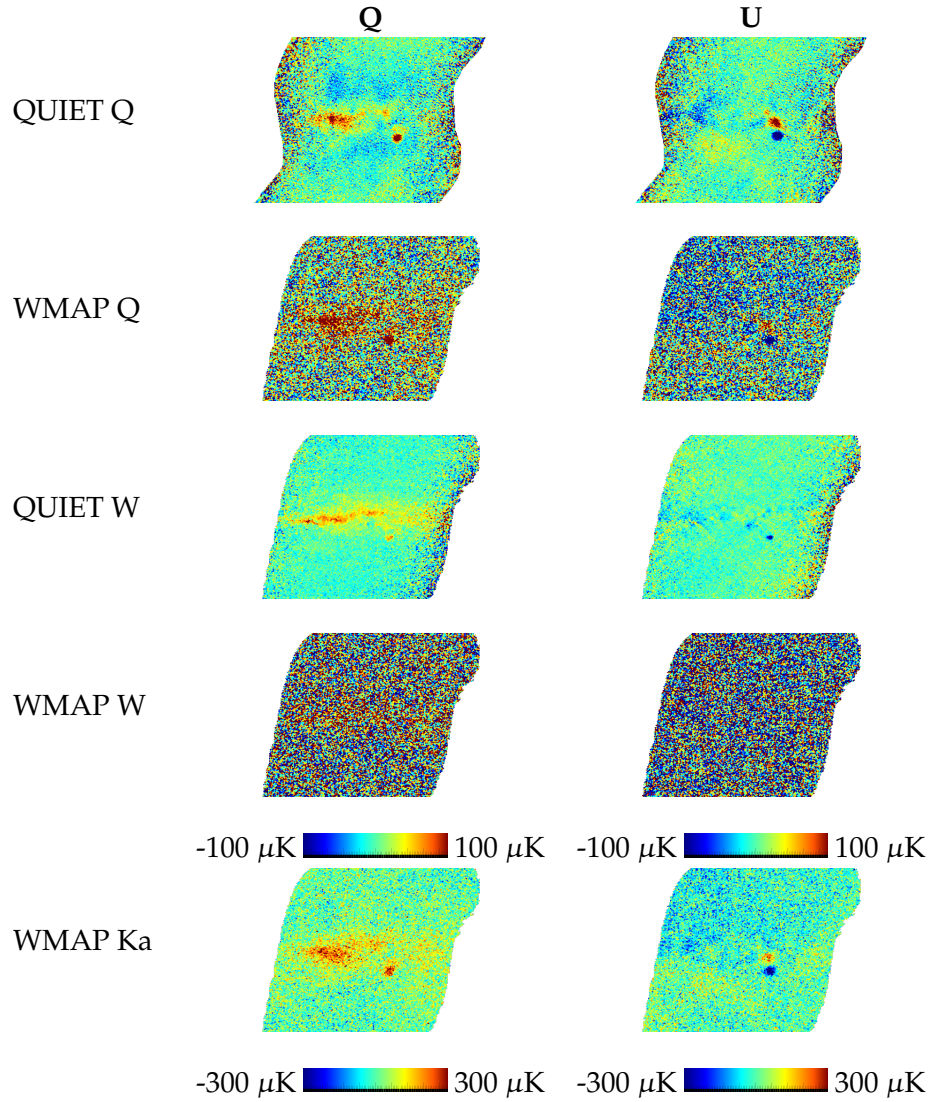 Q U
QUIET Q
WMAP Q
QUIET W
WMAP W
-100 μK 100 μK -100 μK 100 μK
WMAP Ka
-300 μK 300 μK -300 μK 300 μK